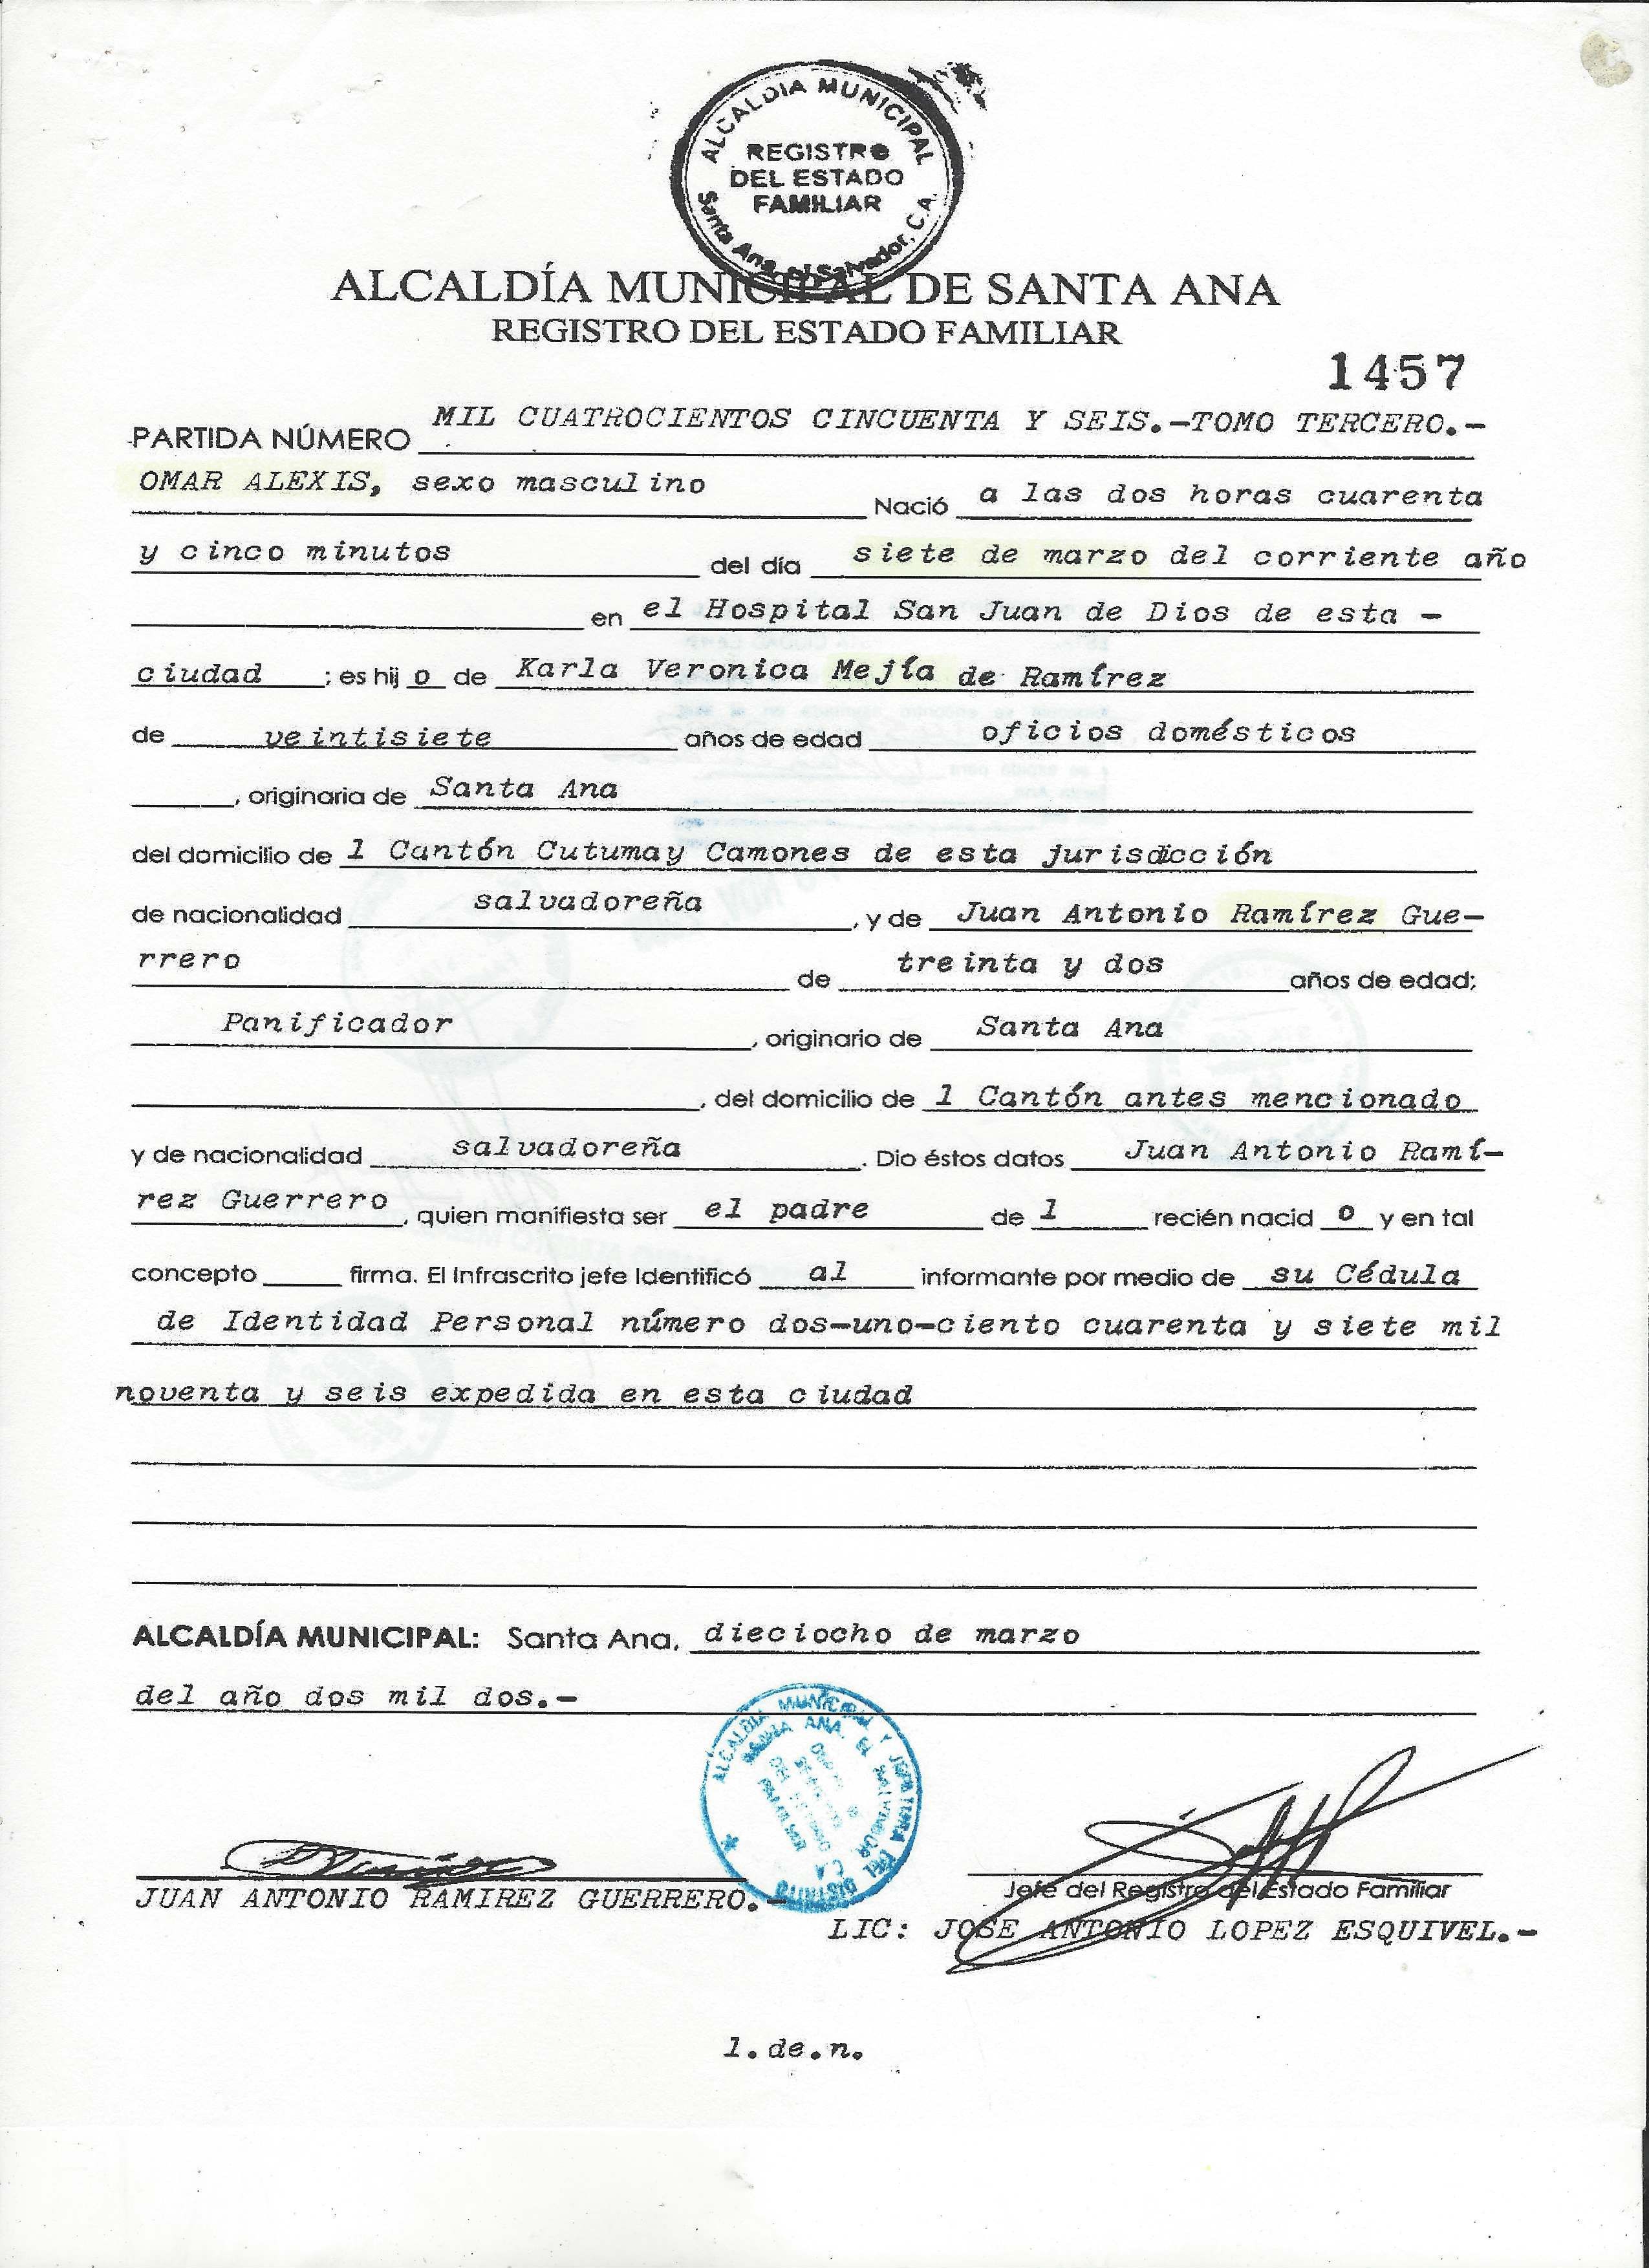 ALCALDIA MUNICIPAL
REGISTRO
DEL ESTADO
FAMILIAR
Santa Ana, el Salvador, C.A.
ALCALDÍA MUNICIPAL DE SANTA ANA
REGISTRO DEL ESTADO FAMILIAR
1457
PARTIDA NÚMERO MIL CUATROCIENTOS CINCUENTA Y SEIS.-TOMO TERCERO.-
OMAR ALEXIS, sexo masculino Nació a las dos horas cuarenta
y cinco minutos del día siete de marzo del corriente año
en el Hospital San Juan de Dios de esta -
ciudad ; es hij o de Karla Veronica Mejía de Ramírez
de veintisiete años de edad oficios domésticos
, originaria de Santa Ana
del domicilio de l Cantón Cutumay Camones de esta jurisdicción
de nacionalidad salvadoreña , y de Juan Antonio Ramírez Gue-
rrero de treinta y dos años de edad;
Panificador , originario de Santa Ana
, del domicilio de l Cantón antes mencionado
y de nacionalidad salvadoreña . Dio éstos datos Juan Antonio Ramí-
rez Guerrero , quien manifiesta ser el padre de l recién nacid o y en tal
concepto firma. El Infrascrito jefe Identificó al informante por medio de su Cédula
de Identidad Personal número dos-uno-ciento cuarenta y siete mil
noventa y seis expedida en esta ciudad
ALCALDÍA MUNICIPAL: Santa Ana, dieciocho de marzo
del año dos mil dos.-
ALCALDIA MUNICIPAL Y JEFATURA DEL DISTRITO
SANTA ANA, EL SALVADOR C.A.
JUAN ANTONIO RAMIREZ GUERRERO.-
Jefe del Registro del Estado Familiar
LIC: JOSE ANTONIO LOPEZ ESQUIVEL.-
l.de.n.